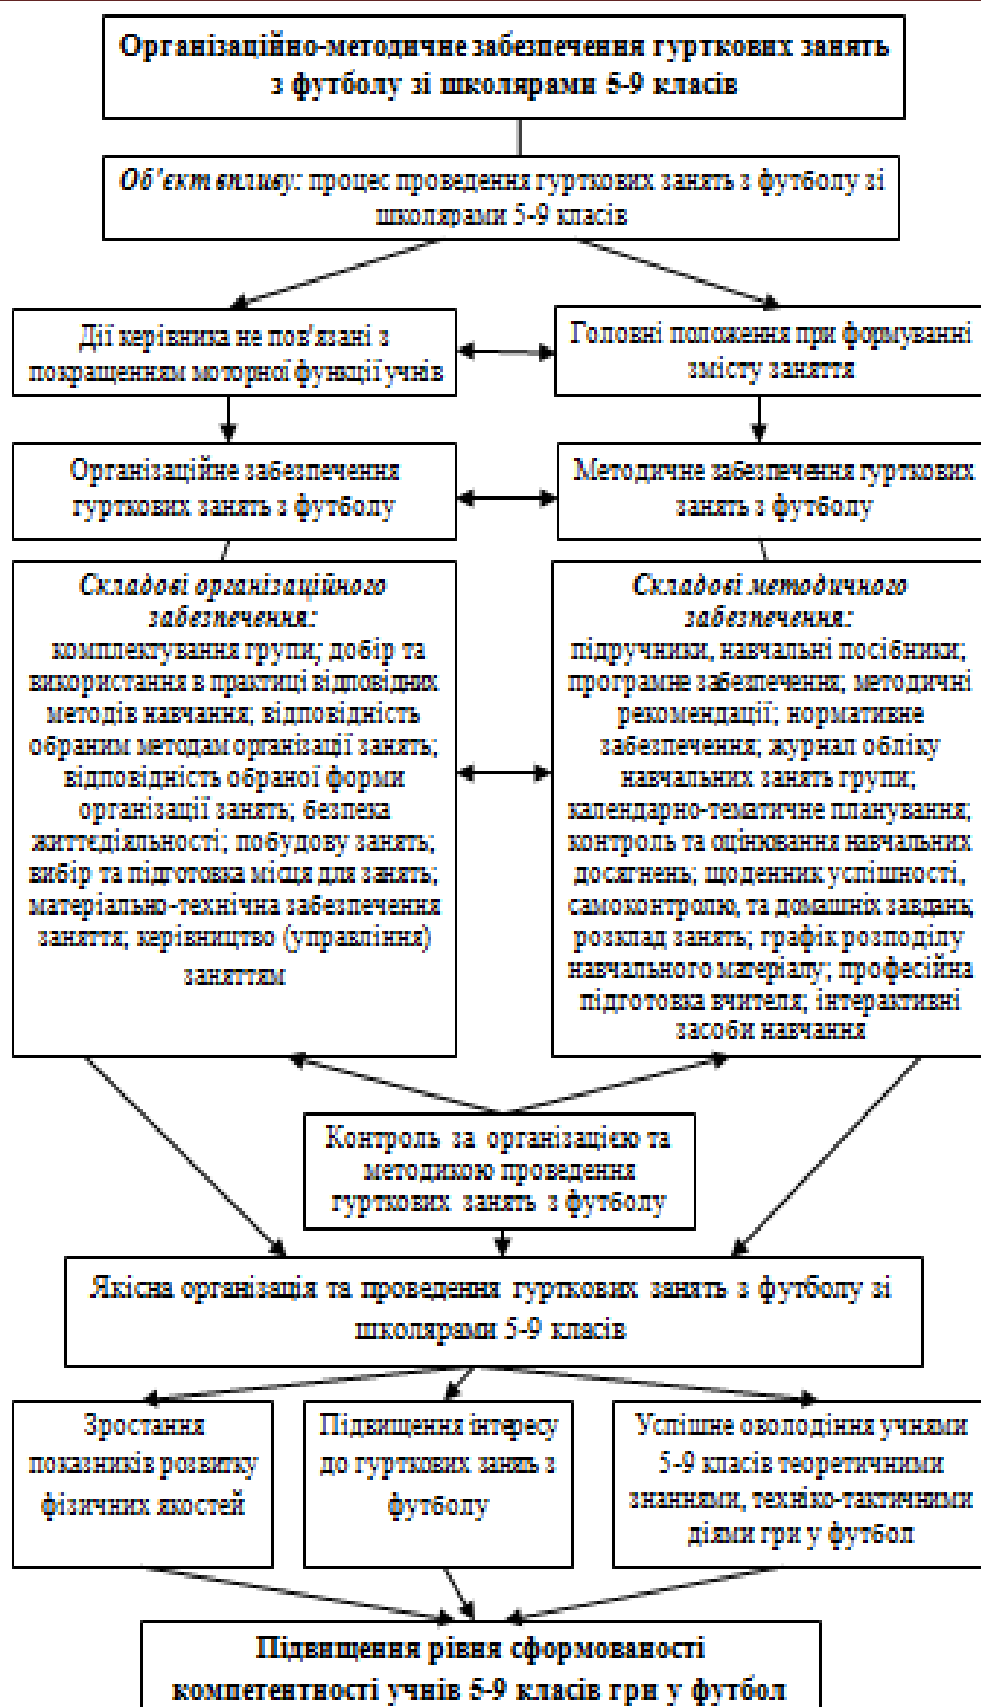 Організаційно-методичне забезпечення гурткових занять
з футболу зі школярами 5-9 класів
Об'єкт впливу: процес проведення гурткових занять з футболу зі
школярами 5-9 класів
Дії керівника не пов'язані з
покращенням моторної функції учнів
Головні положення при формуванні
змісту заняття
Організаційне забезпечення
гурткових занять з футболу
Методичне забезпечення гурткових
занять з футболу
Складові організаційного
забезпечення:
комплектування групи; добір та
використання в практиці відповідних
методів навчання; відповідність
обраним методам організації занять;
відповідність обраної форми
організації занять; безпека
життєдіяльності; побудову занять;
вибір та підготовка місця для занять;
матеріально-технічна забезпечення
заняття; керівництво (управління)
заняттям
Складові методичного
забезпечення:
підручники, навчальні посібники;
програмне забезпечення; методичні
рекомендації; нормативне
забезпечення; журнал обліку
навчальних занять групи;
календарно-тематичне планування;
контроль та оцінювання навчальних
досягнень; щоденник успішності,
самоконтролю, та домашніх завдань;
розклад занять; графік розподілу
навчального матеріалу; професійна
підготовка вчителя; інтерактивні
засоби навчання
Контроль за організацією та
методикою проведення
гурткових занять з футболу
Якісна організація та проведення гурткових занять з футболу зі
школярами 5-9 класів
Зростання
показників розвитку
фізичних якостей
Підвищення інтересу
до гурткових занять з
футболу
Успішне оволодіння учнями
5-9 класів теоретичними
знаннями, техніко-тактичними
діями гри у футбол
Підвищення рівня сформованості
компетентності учнів 5-9 класів гри у футбол